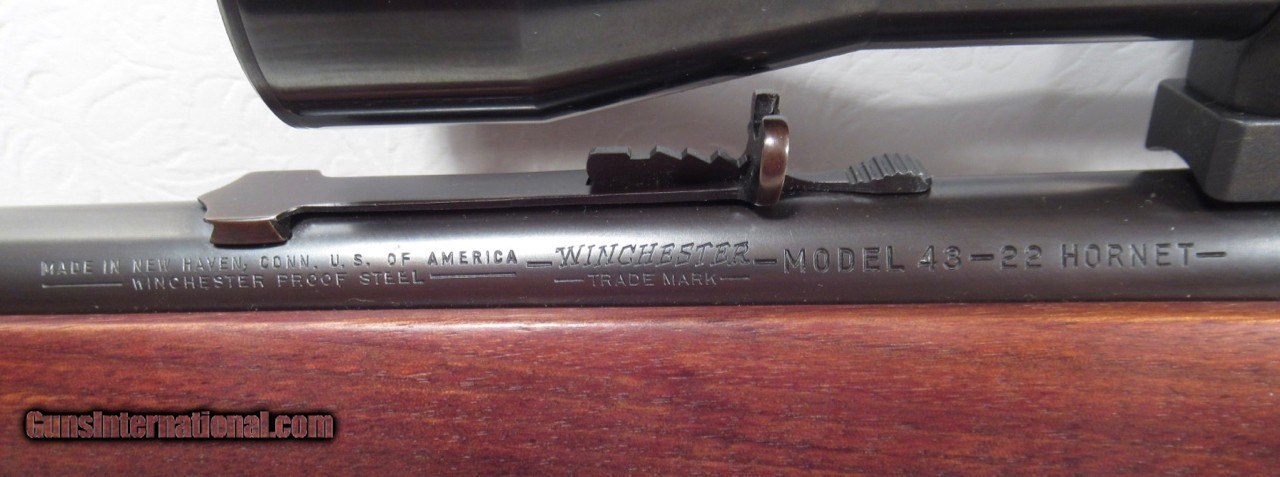 MADE IN NEW HAVEN, CONN. U.S. OF AMERICA —WINCHESTER— MODEL 43—22 HORNET—
— WINCHESTER PROOF STEEL — —TRADE MARK—
GunsInternational.com